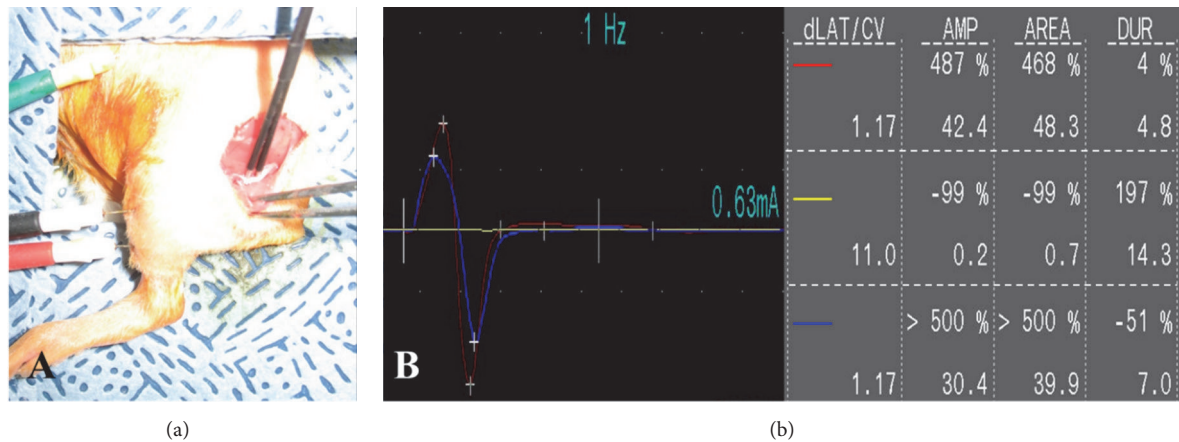 A
B
1 Hz
0.63mA
dLAT/CV AMP AREA DUR
487 % 468 % 4 %
1.17 42.4 48.3 4.8
-99 % -99 % 197 %
11.0 0.2 0.7 14.3
> 500 % > 500 % -51 %
1.17 30.4 39.9 7.0
(a)
(b)